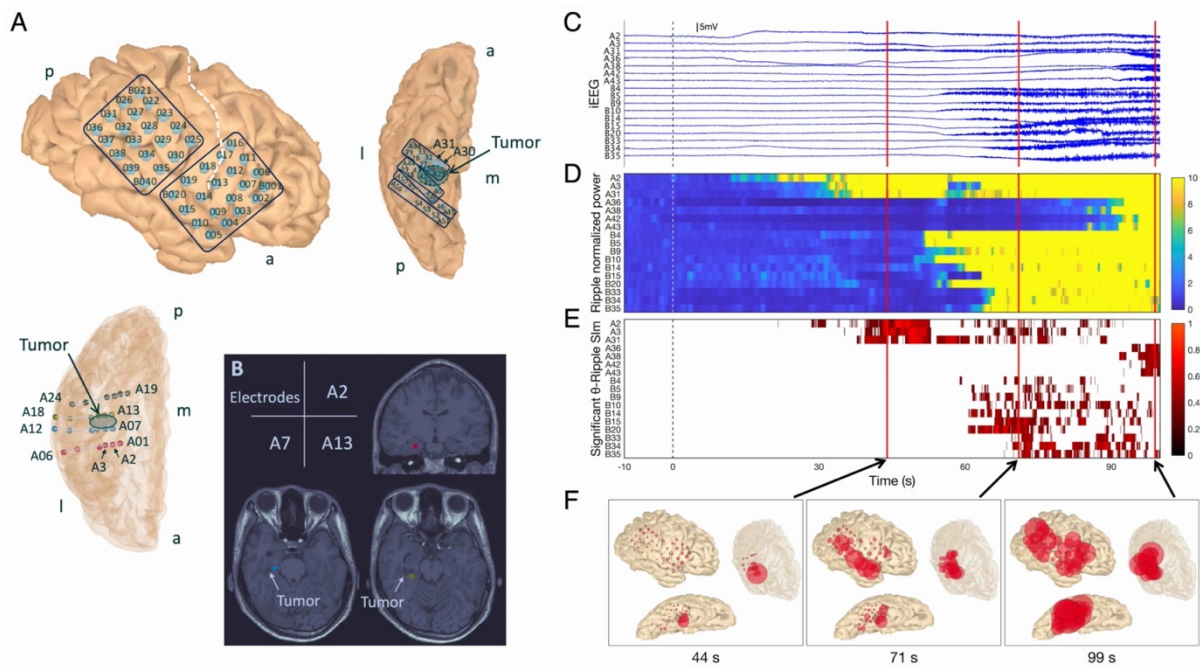 A
p
B021
026 022
031 027 023
036 032 028 024
037 033 029 025
038 034 030
039 035
B040
016
017 011
018 012 006
019 013 007 B001
B020 014 008 002
015 009 003
010 004
005
a
a
A31
A30
Tumor
l
m
p
p
Tumor
A24 A19
A18 A13
A12 A07
A06 A01
A3 A2
m
l
a
B
Electrodes A2
A7 A13
Tumor Tumor
C
5mV
iEEG
A2
A3
A31
A36
A38
A42
A43
B4
B5
B9
B10
B14
B15
B20
B33
B34
B35
D
Ripple normalized power
A2
A3
A31
A36
A38
A42
A43
B4
B5
B9
B10
B14
B15
B20
B33
B34
B35
10
8
6
4
2
0
E
Significant θ-Ripple SIm
A2
A3
A31
A36
A38
A42
A43
B4
B5
B9
B10
B14
B15
B20
B33
B34
B35
1
0.8
0.6
0.4
0.2
0
-10 0 30 60 90
Time (s)
F
44 s 71 s 99 s